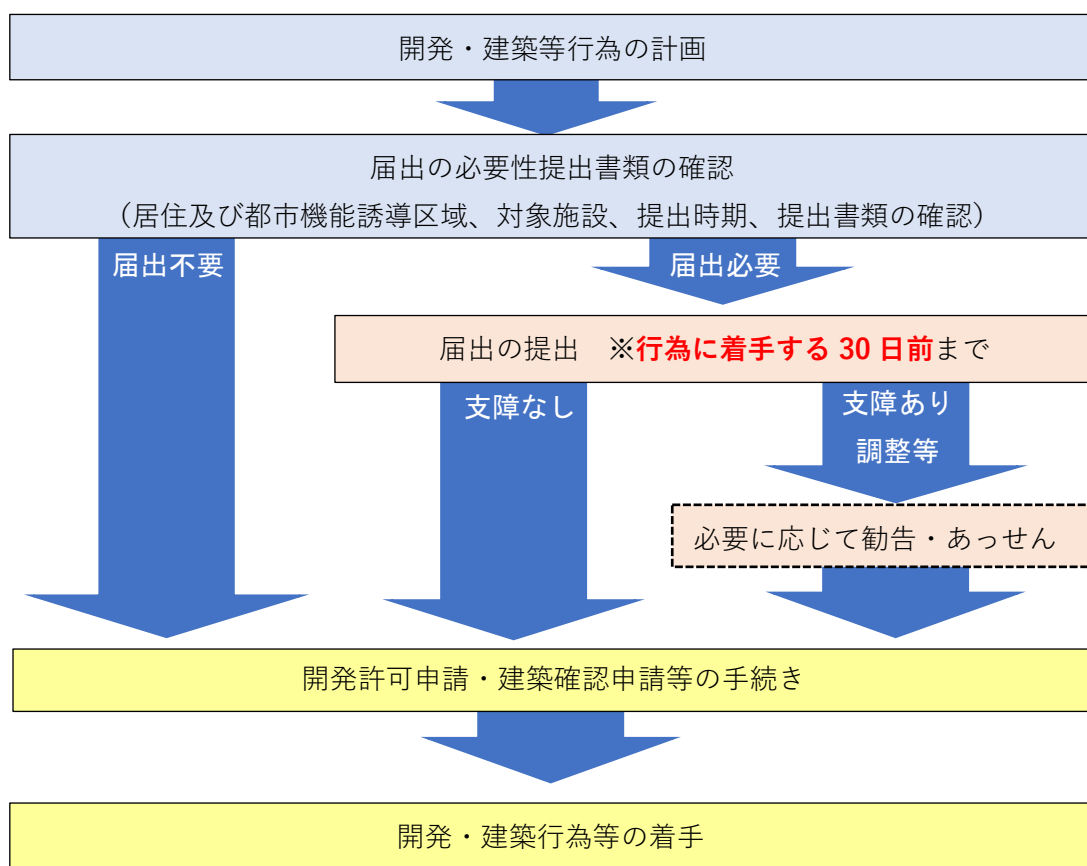 開発・建築等行為の計画
届出の必要性提出書類の確認
（居住及び都市機能誘導区域、対象施設、提出時期、提出書類の確認）
届出不要
届出必要
届出の提出　※行為に着手する 30 日前まで
支障なし
支障あり
調整等
必要に応じて勧告・あっせん
開発許可申請・建築確認申請等の手続き
開発・建築行為等の着手